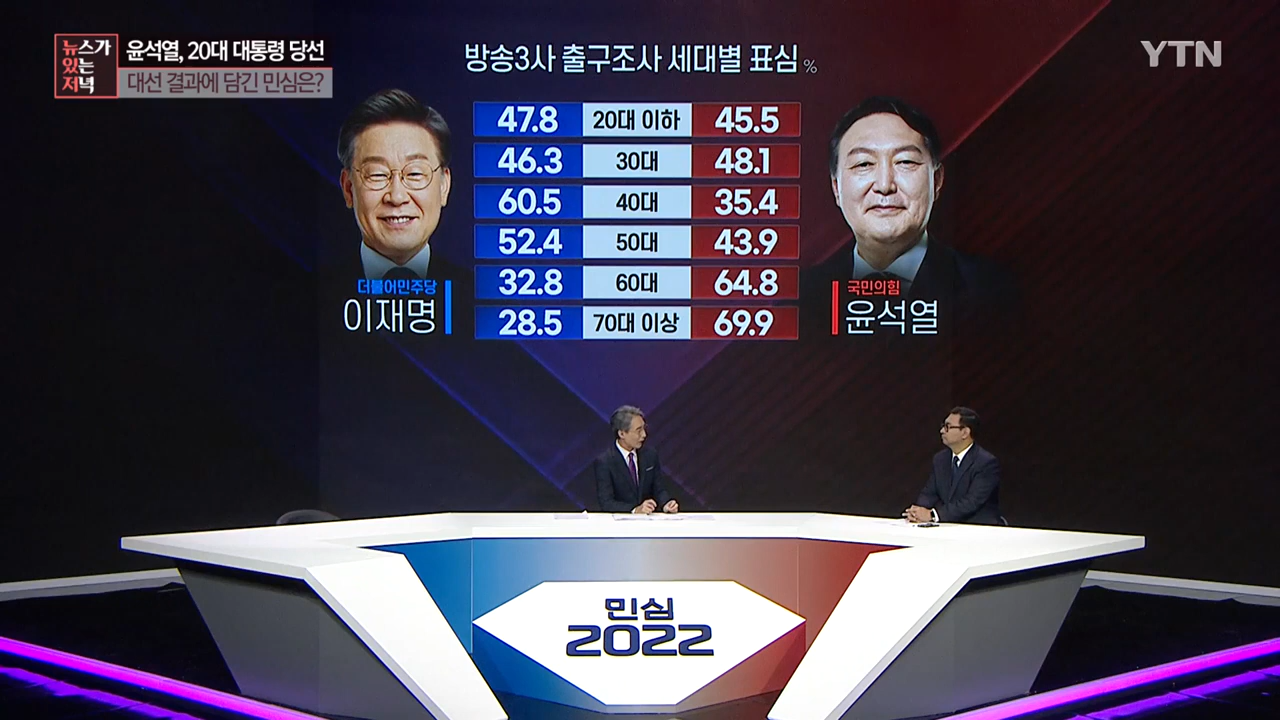 뉴스가
있는
저녁
윤석열, 20대 대통령 당선
대선 결과에 담긴 민심은?
YTN
방송3사 출구조사 세대별 표심 %
47.8 20대 이하 45.5
46.3 30대 48.1
60.5 40대 35.4
52.4 50대 43.9
32.8 60대 64.8
28.5 70대 이상 69.9
더불어민주당
이재명
국민의힘
윤석열
민심
2022